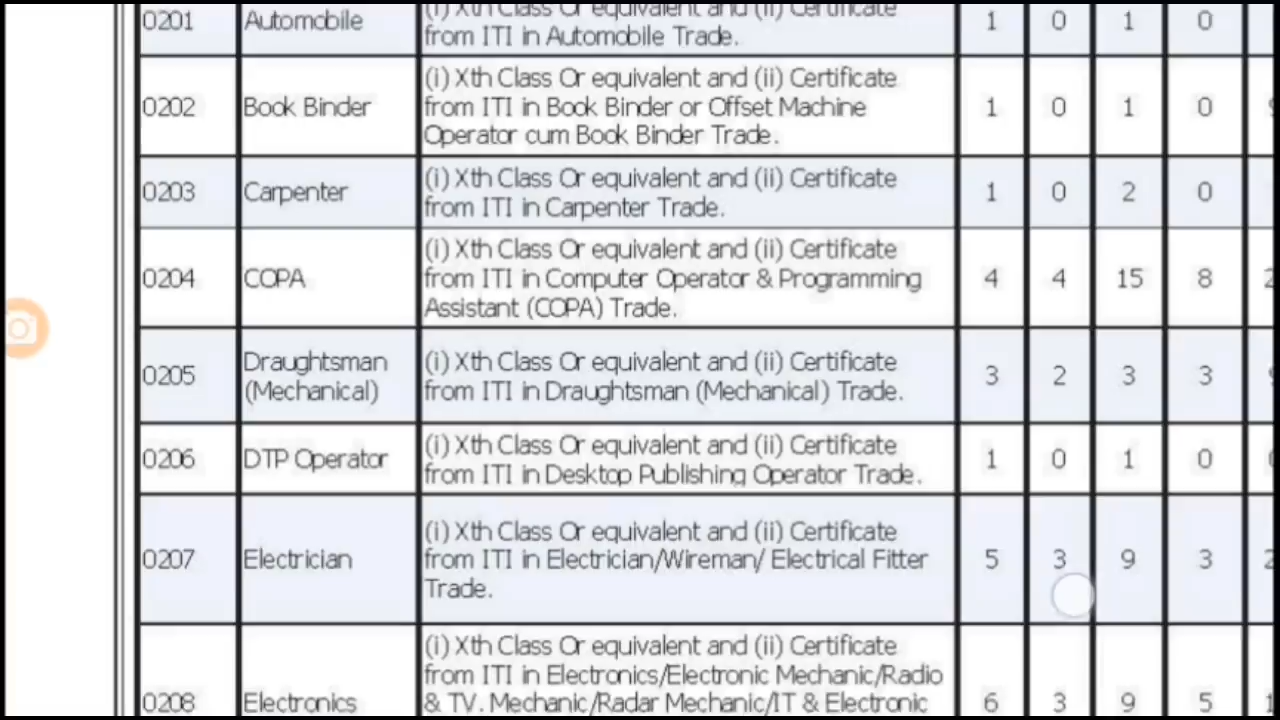 0201 Automobile (i) Xth Class Or equivalent and (ii) Certificate
from ITI in Automobile Trade. 1 0 1 0
0202 Book Binder (i) Xth Class Or equivalent and (ii) Certificate
from ITI in Book Binder or Offset Machine
Operator cum Book Binder Trade. 1 0 1 0
0203 Carpenter (i) Xth Class Or equivalent and (ii) Certificate
from ITI in Carpenter Trade. 1 0 2 0
0204 COPA (i) Xth Class Or equivalent and (ii) Certificate
from ITI in Computer Operator & Programming
Assistant (COPA) Trade. 4 4 15 8
0205 Draughtsman
(Mechanical) (i) Xth Class Or equivalent and (ii) Certificate
from ITI in Draughtsman (Mechanical) Trade. 3 2 3 3
0206 DTP Operator (i) Xth Class Or equivalent and (ii) Certificate
from ITI in Desktop Publishing Operator Trade. 1 0 1 0
0207 Electrician (i) Xth Class Or equivalent and (ii) Certificate
from ITI in Electrician/Wireman/ Electrical Fitter
Trade. 5 3 9 3
0208 Electronics (i) Xth Class Or equivalent and (ii) Certificate
from ITI in Electronics/Electronic Mechanic/Radio
& TV. Mechanic/Radar Mechanic/IT & Electronic 6 3 9 5